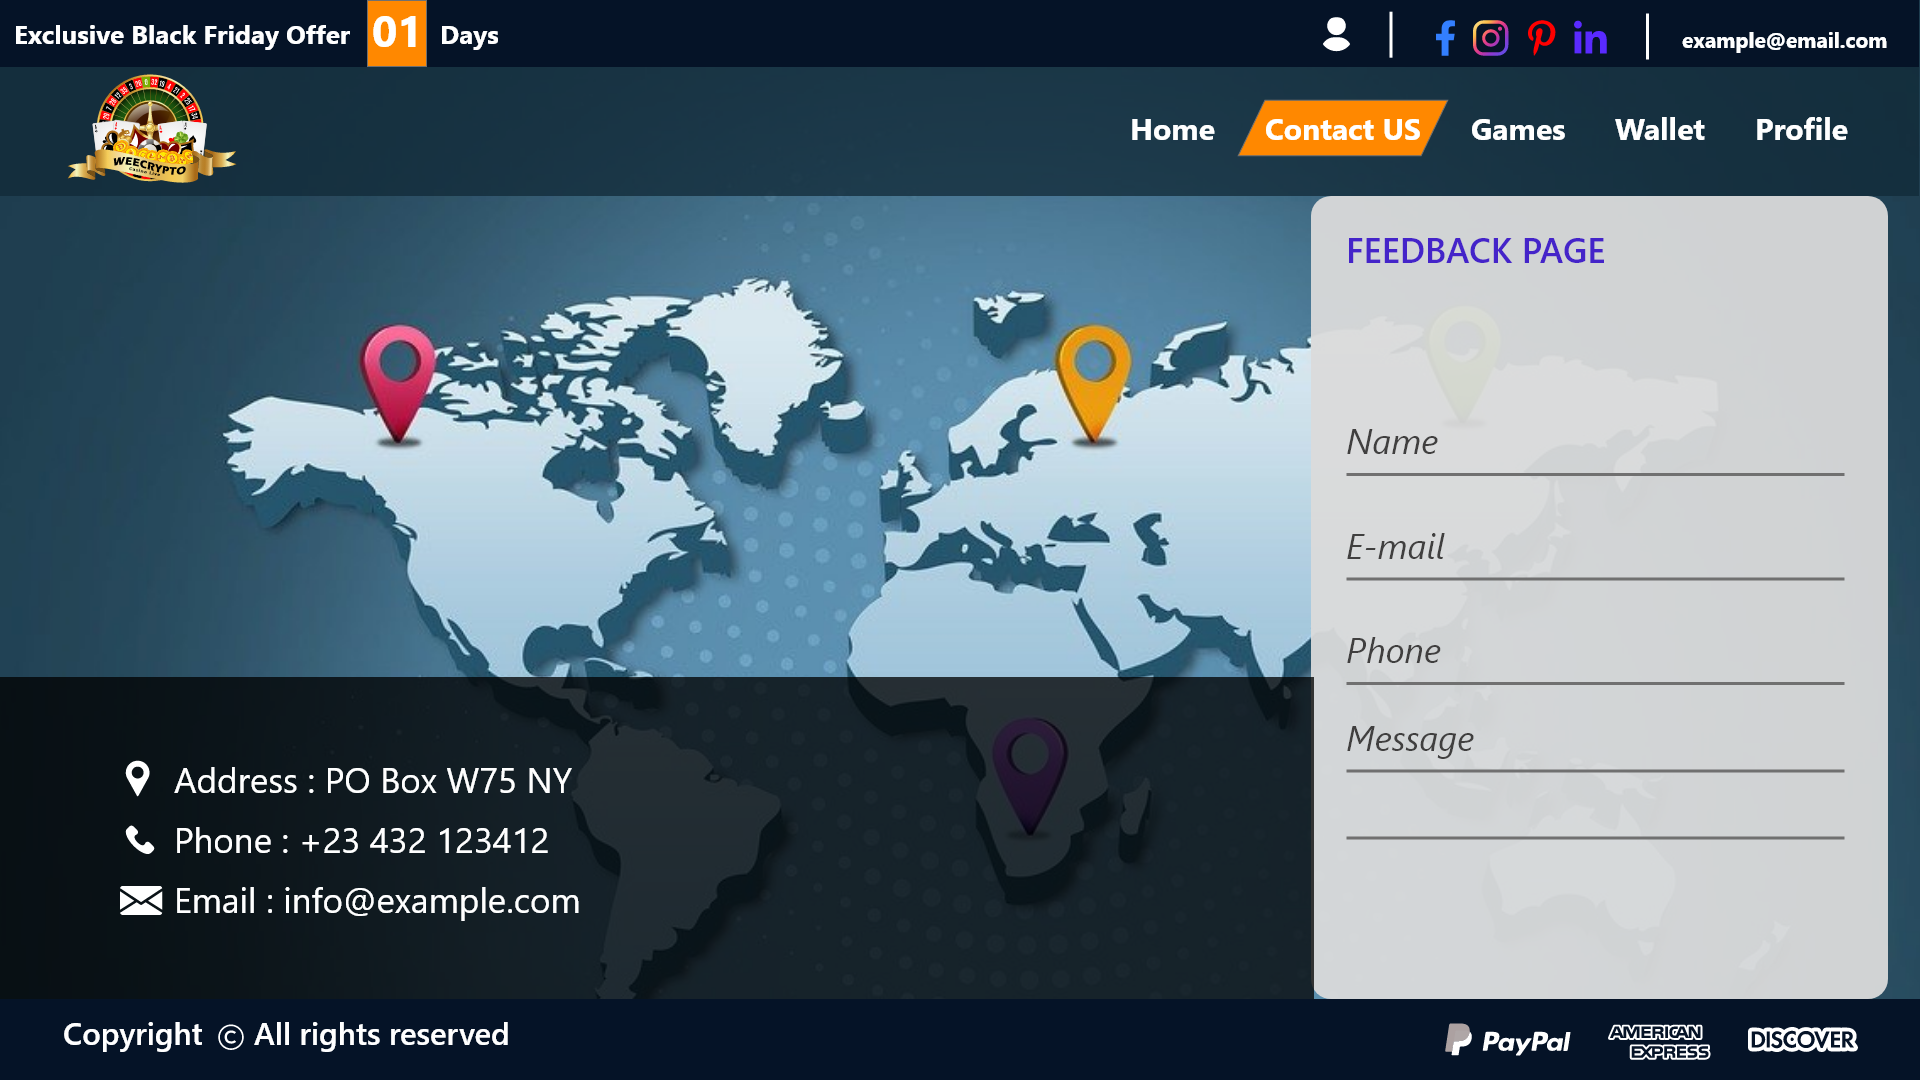 Exclusive Black Friday Offer 01 Days
example@email.com
WEECRYPTO
Home Contact US Games Wallet Profile
FEEDBACK PAGE
Name
E-mail
Phone
Message
Address : PO Box W75 NY
Phone : +23 432 123412
Email : info@example.com
Copyright © All rights reserved
PayPal
AMERICAN
EXPRESS
DISCOVER